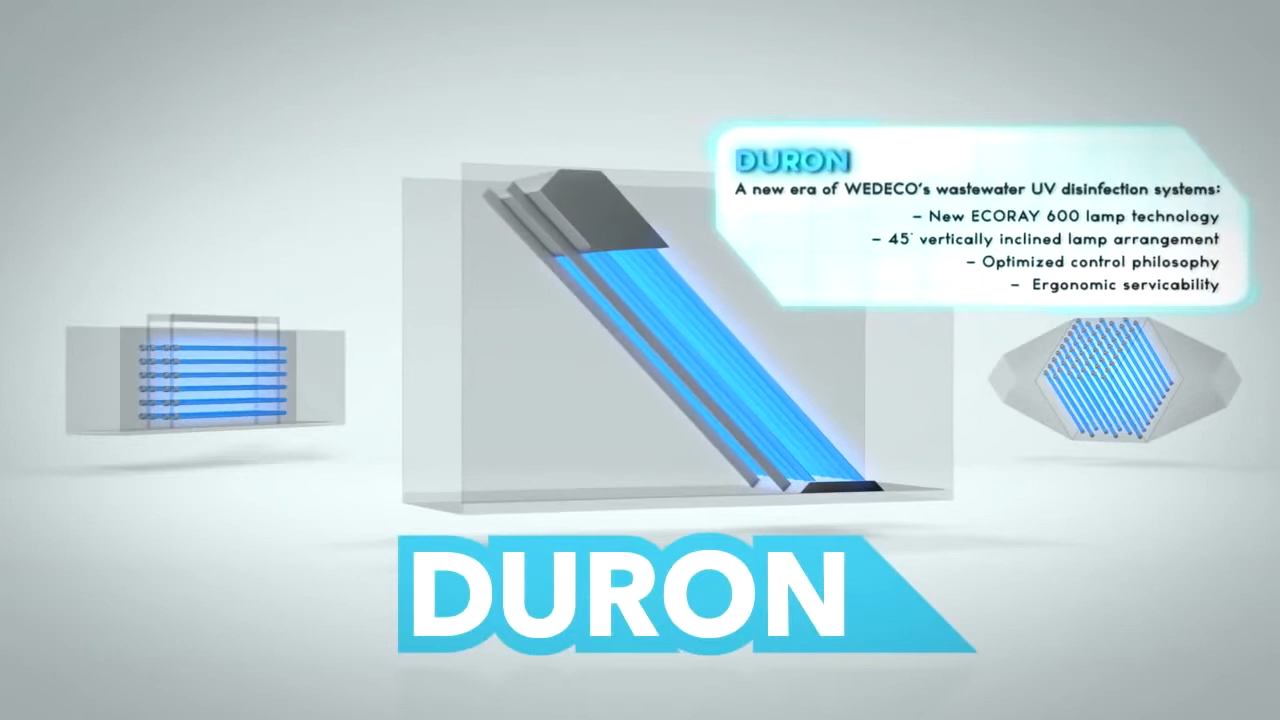 DURON
A new era of WEDECO's wastewater UV disinfection systems:
– New ECORAY 600 lamp technology
– 45° vertically inclined lamp arrangement
– Optimized control philosophy
– Ergonomic servicability
DURON